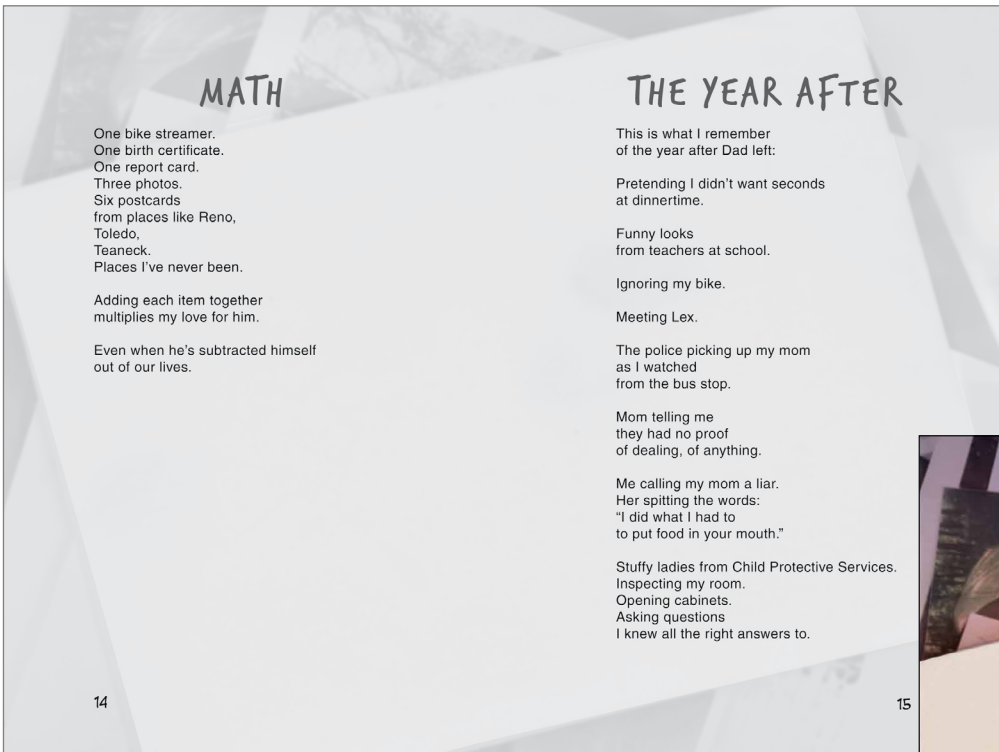 MATH
One bike streamer.
One birth certificate.
One report card.
Three photos.
Six postcards
from places like Reno,
Toledo,
Teaneck.
Places I've never been.
Adding each item together
multiplies my love for him.
Even when he's subtracted himself
out of our lives.
14
THE YEAR AFTER
This is what I remember
of the year after Dad left:
Pretending I didn't want seconds
at dinnertime.
Funny looks
from teachers at school.
Ignoring my bike.
Meeting Lex.
The police picking up my mom
as I watched
from the bus stop.
Mom telling me
they had no proof
of dealing, of anything.
Me calling my mom a liar.
Her spitting the words:
“I did what I had to
to put food in your mouth.”
Stuffy ladies from Child Protective Services.
Inspecting my room.
Opening cabinets.
Asking questions
I knew all the right answers to.
15